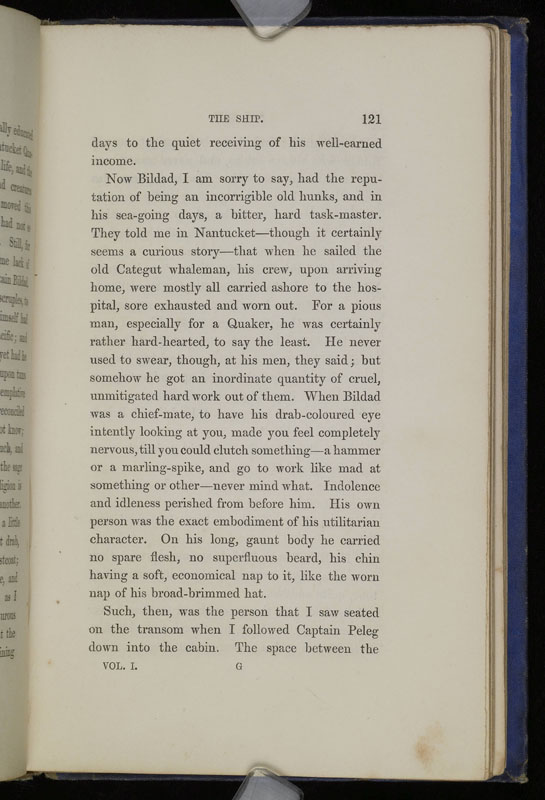 THE SHIP. 121
days to the quiet receiving of his well-earned
income.
Now Bildad, I am sorry to say, had the repu-
tation of being an incorrigible old hunks, and in
his sea-going days, a bitter, hard task-master.
They told me in Nantucket—though it certainly
seems a curious story—that when he sailed the
old Categut whaleman, his crew, upon arriving
home, were mostly all carried ashore to the hos-
pital, sore exhausted and worn out. For a pious
man, especially for a Quaker, he was certainly
rather hard-hearted, to say the least. He never
used to swear, though, at his men, they said; but
somehow he got an inordinate quantity of cruel,
unmitigated hard work out of them. When Bildad
was a chief-mate, to have his drab-coloured eye
intently looking at you, made you feel completely
nervous, till you could clutch something—a hammer
or a marling-spike, and go to work like mad at
something or other—never mind what. Indolence
and idleness perished from before him. His own
person was the exact embodiment of his utilitarian
character. On his long, gaunt body he carried
no spare flesh, no superfluous beard, his chin
having a soft, economical nap to it, like the worn
nap of his broad-brimmed hat.
Such, then, was the person that I saw seated
on the transom when I followed Captain Peleg
down into the cabin. The space between the
VOL. I. G